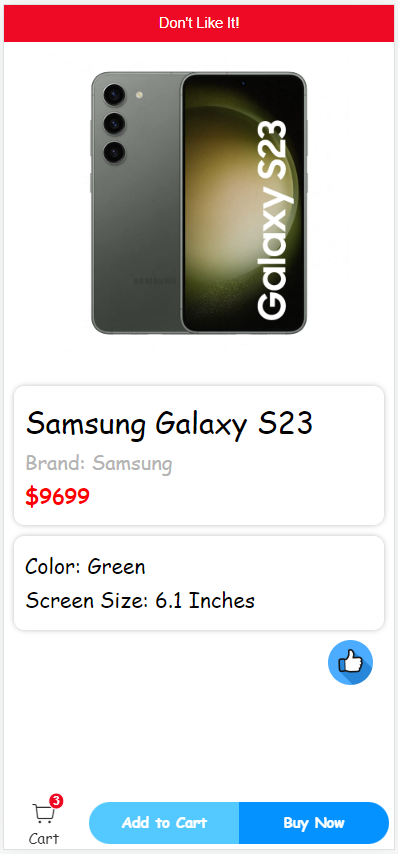 Don't Like It!
Galaxy S23
SAMSUNG
Samsung Galaxy S23
Brand: Samsung
$9699
Color: Green
Screen Size: 6.1 Inches
3
Cart
Add to Cart
Buy Now